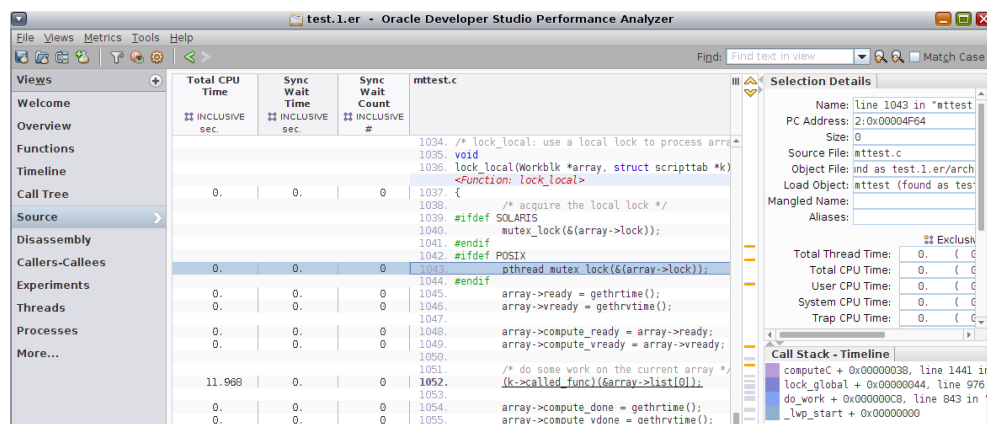 test.1.er - Oracle Developer Studio Performance Analyzer
File Views Metrics Tools Help
Find: Find text in view Match Case
Views
Welcome
Overview
Functions
Timeline
Call Tree
Source
Disassembly
Callers-Callees
Experiments
Threads
Processes
More...
Total CPU Time Sync Wait Time Sync Wait Count mttest.c
INCLUSIVE INCLUSIVE INCLUSIVE
sec. sec. #
1034. /* lock_local: use a local lock to process arra
1035. void
1036. lock_local(Workblk *array, struct scripttab *k)
<Function: lock_local>
0. 0. 0 1037. {
1038. /* acquire the local lock */
1039. #ifdef SOLARIS
1040. mutex_lock(&(array->lock));
1041. #endif
1042. #ifdef POSIX
0. 0. 0 1043. pthread_mutex_lock(&(array->lock));
1044. #endif
0. 0. 0 1045. array->ready = gethrtime();
0. 0. 0 1046. array->vready = gethrvtime();
1047.
0. 0. 0 1048. array->compute_ready = array->ready;
0. 0. 0 1049. array->compute_vready = array->vready;
1050.
1051. /* do some work on the current array */
11.968 0. 0 1052. (k->called_func)(&array->list[0]);
1053.
0. 0. 0 1054. array->compute_done = gethrtime();
0. 0. 0 1055. array->compute_vdone = gethrvtime();
Selection Details
Name: line 1043 in "mttest
PC Address: 2:0x00004F64
Size: 0
Source File: mttest.c
Object File: und as test.1.er/arch
Load Object: mttest (found as test
Mangled Name:
Aliases:
Exclusiv
Total Thread Time: 0. ( 0
Total CPU Time: 0. ( 0
User CPU Time: 0. ( 0
System CPU Time: 0. ( 0
Trap CPU Time: 0. ( 0
Call Stack - Timeline
computeC + 0x00000038, line 1441 in
lock_global + 0x00000044, line 976
do_work + 0x000000C8, line 843 in "
_lwp_start + 0x00000000